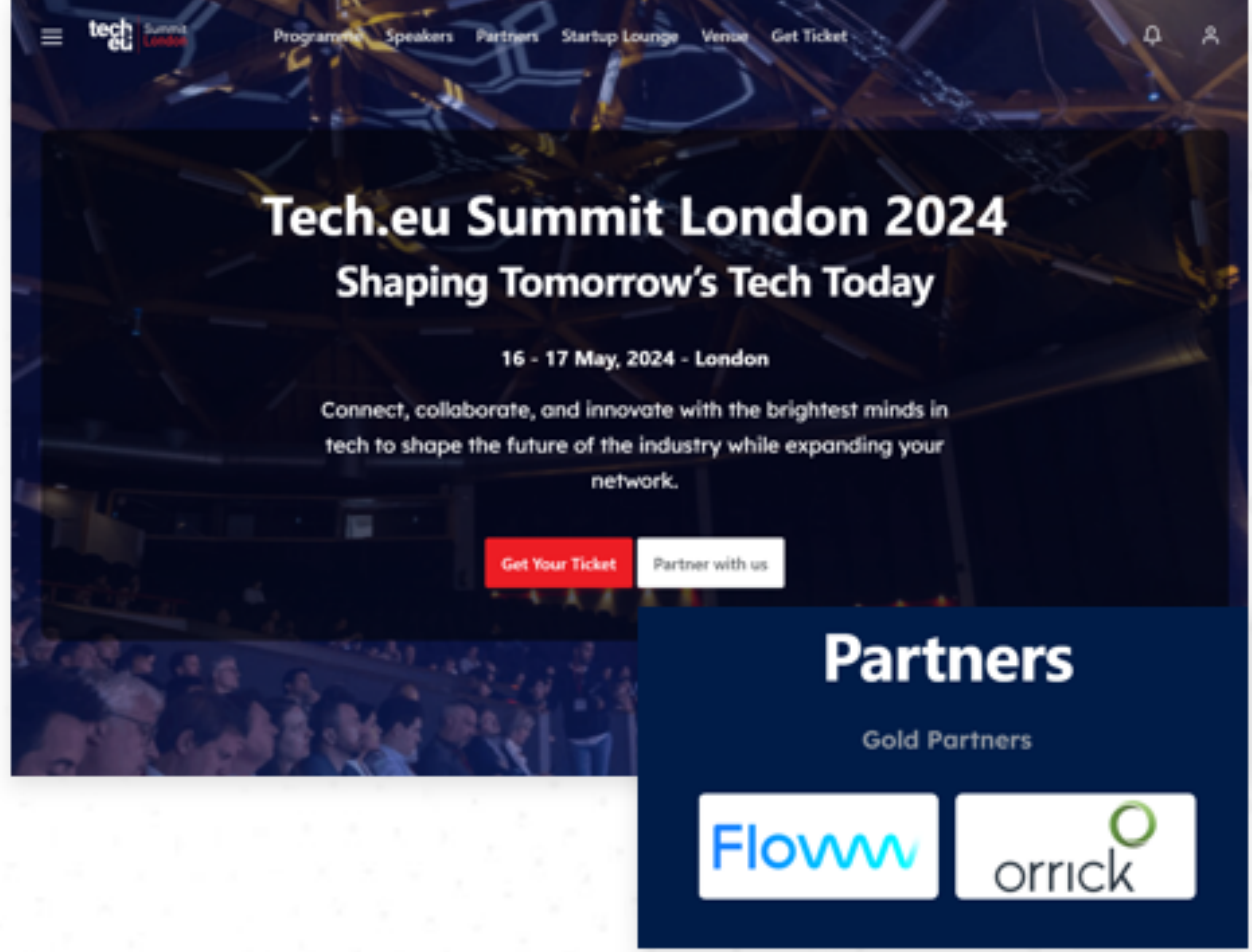 tech
eu
Summit
London
Programme Speakers Partners Startup Lounge Venue Get Ticket
Tech.eu Summit London 2024
Shaping Tomorrow's Tech Today
16 - 17 May, 2024 - London
Connect, collaborate, and innovate with the brightest minds in
tech to shape the future of the industry while expanding your
network.
Get Your Ticket Partner with us
Partners
Gold Partners
Floww orrick